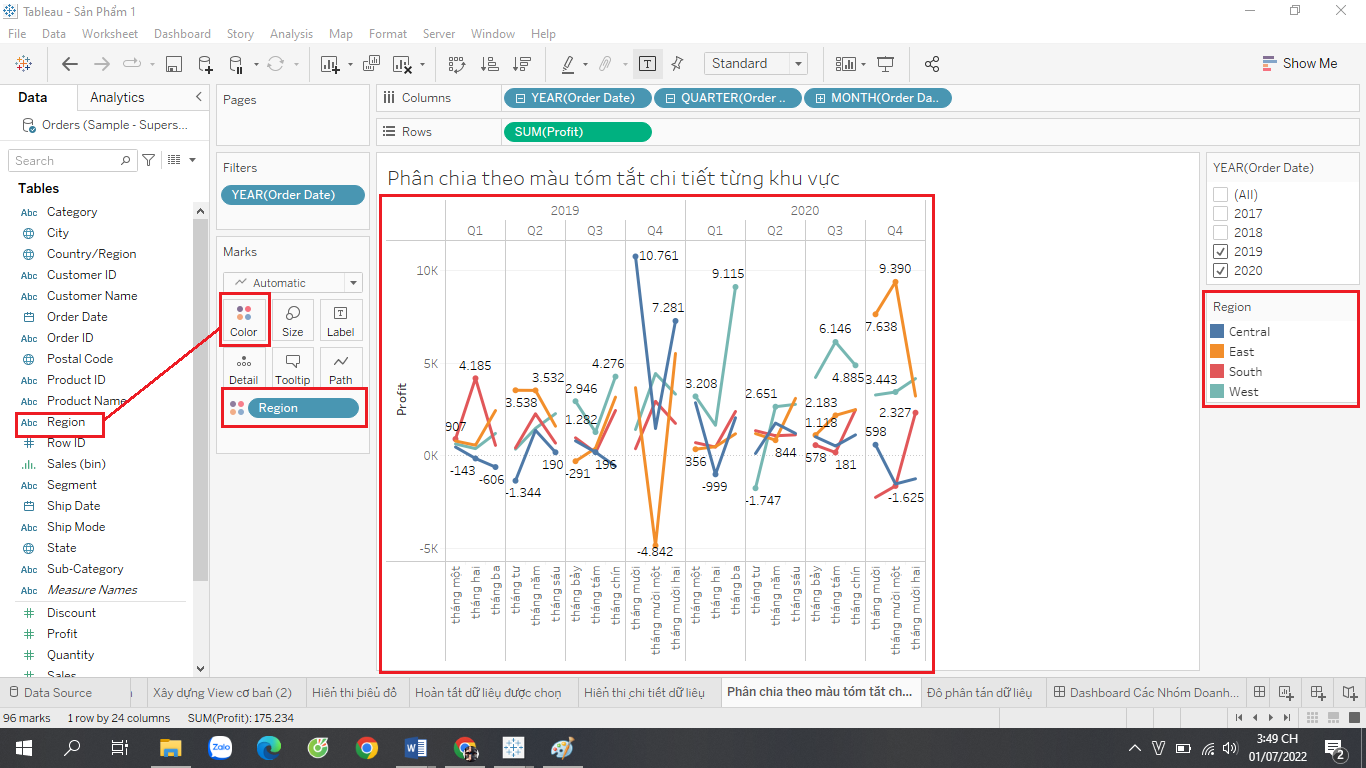 Tableau - Sản Phẩm 1
File Data Worksheet Dashboard Story Analysis Map Format Server Window Help
Standard
Show Me
Data Analytics
Orders (Sample - Supers...
Search
Tables
Abc Category
City
Country/Region
Abc Customer ID
Abc Customer Name
Order Date
Abc Order ID
Postal Code
Abc Product ID
Abc Product Name
Abc Region
Row ID
Sales (bin)
Abc Segment
Ship Date
Abc Ship Mode
State
Abc Sub-Category
Abc Measure Names
Discount
Profit
Quantity
Sales
Pages
Filters
YEAR(Order Date)
Marks
Automatic
Color Size Label
Detail Tooltip Path
Region
Columns YEAR(Order Date) QUARTER(Order .. MONTH(Order Da..
Rows SUM(Profit)
Phân chia theo màu tóm tắt chi tiết từng khu vực
2019 2020
Q1 Q2 Q3 Q4 Q1 Q2 Q3 Q4
Profit
10K
5K
0K
-5K
907
4.185
-143
-606
3.538
3.532
-1.344
190
2.946
1.282
4.276
-291
196
10.761
7.281
-4.842
3.208
9.115
356
-999
2.651
-1.747
844
6.146
4.885
2.183
1.118
578
181
9.390
7.638
3.443
2.327
598
-1.625
tháng một
tháng hai
tháng ba
tháng tư
tháng năm
tháng sáu
tháng bảy
tháng tám
tháng chín
tháng mười
tháng mười một
tháng mười hai
tháng một
tháng hai
tháng ba
tháng tư
tháng năm
tháng sáu
tháng bảy
tháng tám
tháng chín
tháng mười
tháng mười một
tháng mười hai
YEAR(Order Date)
(All)
2017
2018
2019
2020
Region
Central
East
South
West
Data Source Xây dựng View cơ bản (2) Hiển thị biểu đồ Hoàn tất dữ liệu được chọn Hiển thị chi tiết dữ liệu Phân chia theo màu tóm tắt ch... Đồ phân tán dữ liệu Dashboard Các Nhóm Doanh...
96 marks 1 row by 24 columns SUM(Profit): 175.234
Zalo
3:49 CH
01/07/2022
2